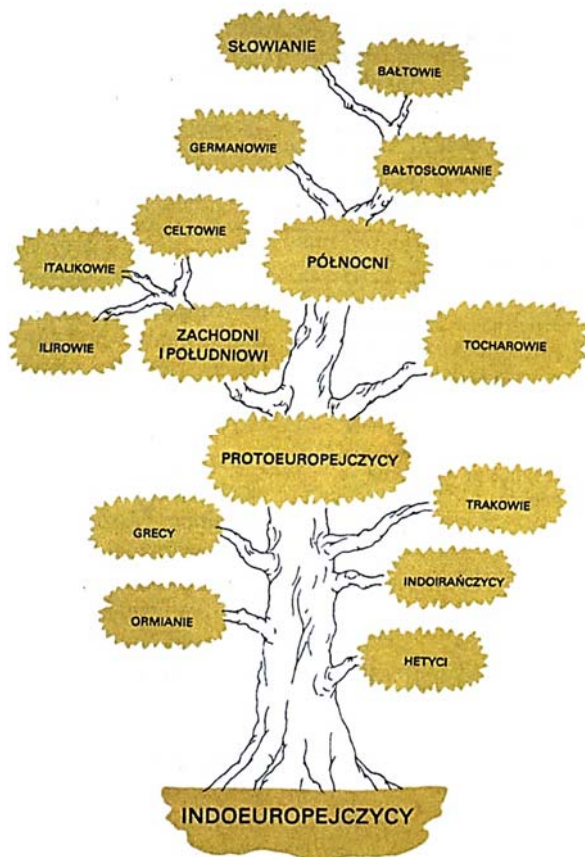 SŁOWIANIE
BAŁTOWIE
GERMANOWIE
BAŁTOSŁOWIANIE
CELTOWIE
ITALIKOWIE
PÓŁNOCNI
ILIROWIE
ZACHODNI
I POŁUDNIOWI
TOCHAROWIE
PROTOEUROPEJCZYCY
TRAKOWIE
GRECY
INDOIRAŃCZYCY
ORMIANIE
HETYCI
INDOEUROPEJCZYCY